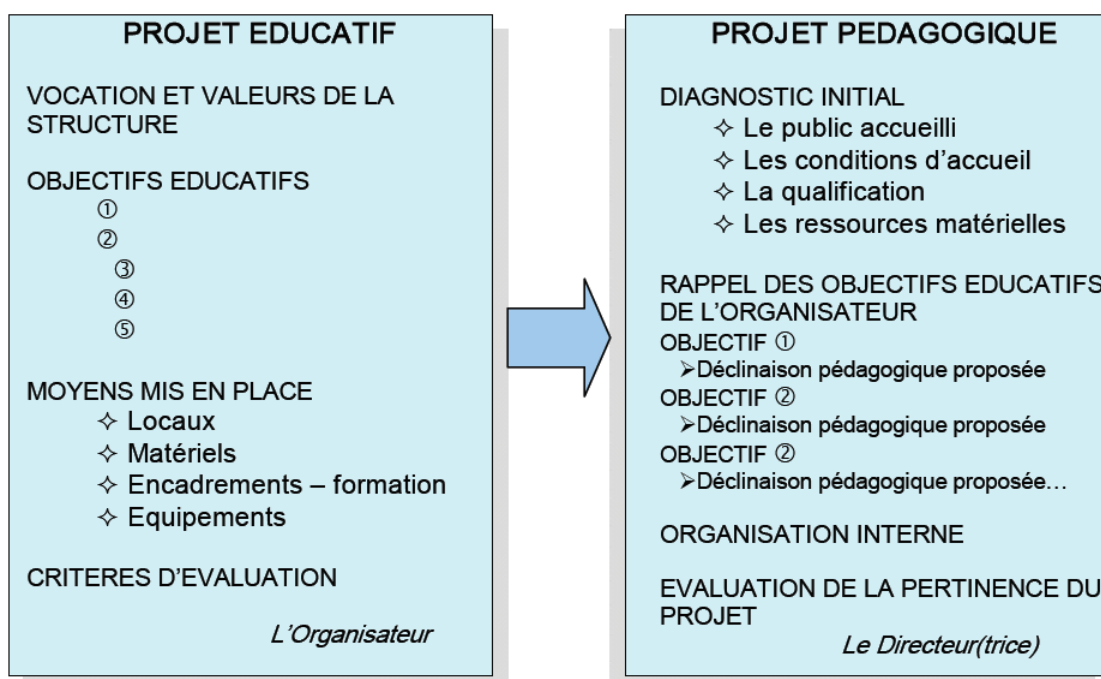 PROJET EDUCATIF
VOCATION ET VALEURS DE LA
STRUCTURE
OBJECTIFS EDUCATIFS
①
②
③
④
⑤
MOYENS MIS EN PLACE
✧ Locaux
✧ Matériels
✧ Encadrements – formation
✧ Equipements
CRITERES D'EVALUATION
L'Organisateur
PROJET PEDAGOGIQUE
DIAGNOSTIC INITIAL
✧ Le public accueilli
✧ Les conditions d'accueil
✧ La qualification
✧ Les ressources matérielles
RAPPEL DES OBJECTIFS EDUCATIFS
DE L'ORGANISATEUR
OBJECTIF ①
➢Déclinaison pédagogique proposée
OBJECTIF ②
➢Déclinaison pédagogique proposée
OBJECTIF ②
➢Déclinaison pédagogique proposée…
ORGANISATION INTERNE
EVALUATION DE LA PERTINENCE DU
PROJET
Le Directeur(trice)